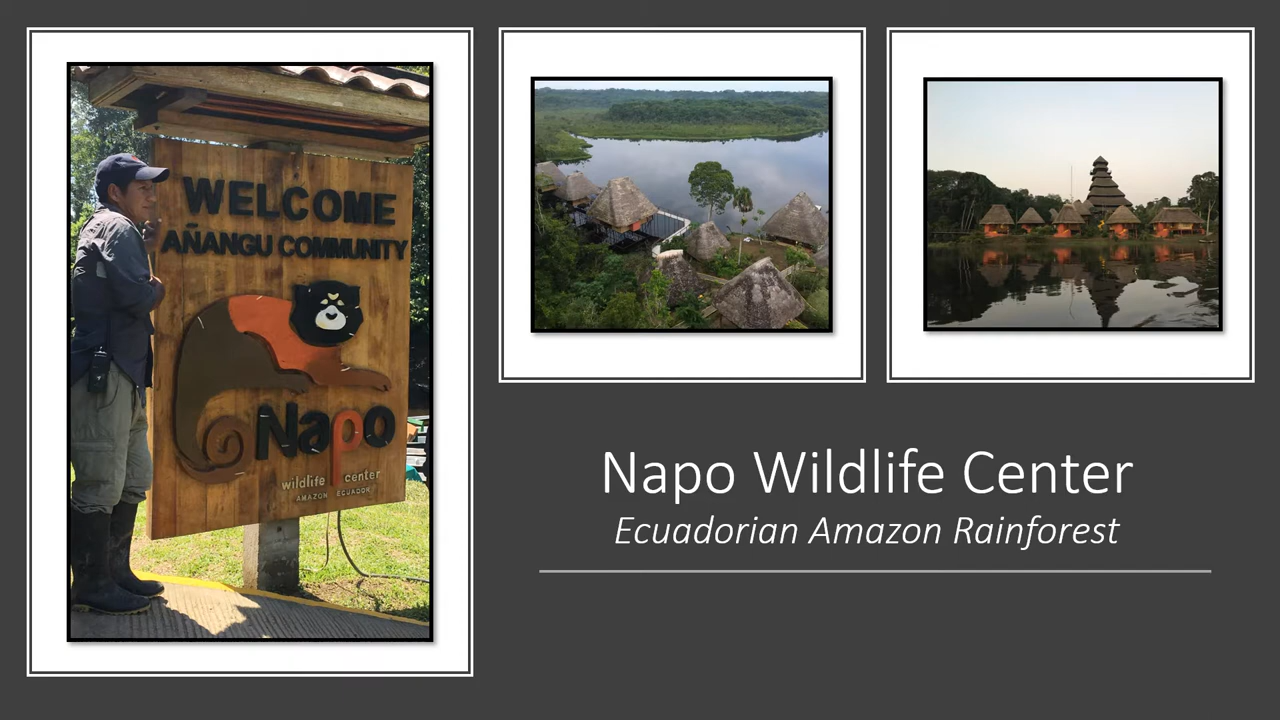 WELCOME
AÑANGU COMMUNITY
Napo
wildlife center
AMAZON ECUADOR
Napo Wildlife Center
Ecuadorian Amazon Rainforest